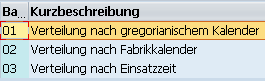 Ba... Kurzbeschreibung
01 Verteilung nach gregorianischem Kalender
02 Verteilung nach Fabrikkalender
03 Verteilung nach Einsatzzeit